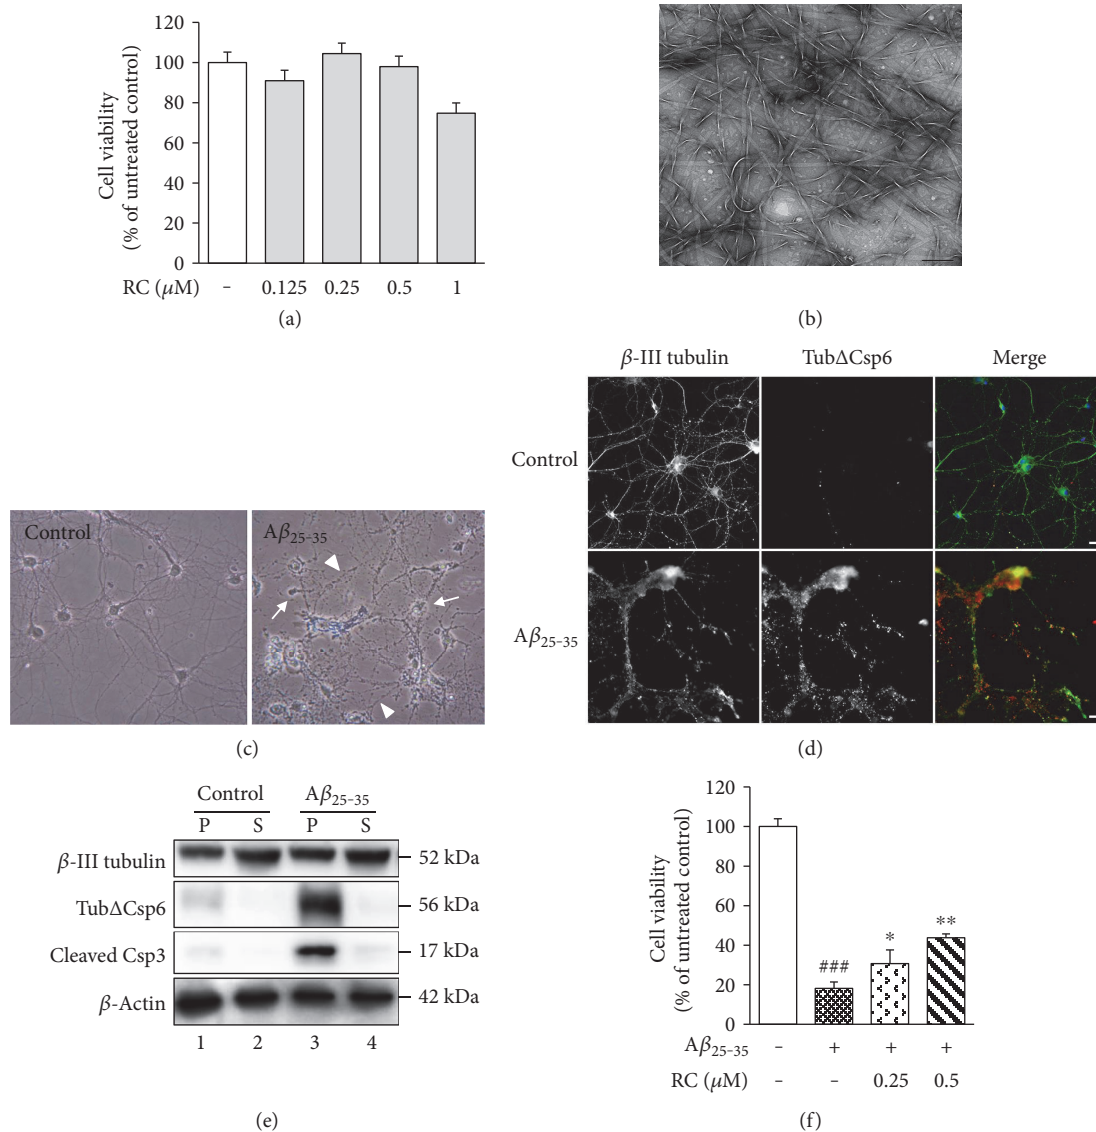 120
100
80
60
40
20
0
Cell viability
(% of untreated control)
RC (μM) - 0.125 0.25 0.5 1
(a)
(b)
Control
Aβ25-35
(c)
β-III tubulin TubΔCsp6 Merge
Control
Aβ25-35
(d)
Control Aβ25-35
P S P S
β-III tubulin 52 kDa
TubΔCsp6 56 kDa
Cleaved Csp3 17 kDa
β-Actin 42 kDa
1 2 3 4
(e)
120
100
80
60
40
20
0
Cell viability
(% of untreated control)
###
*
**
Aβ25-35 – + + +
RC (μM) – – 0.25 0.5
(f)